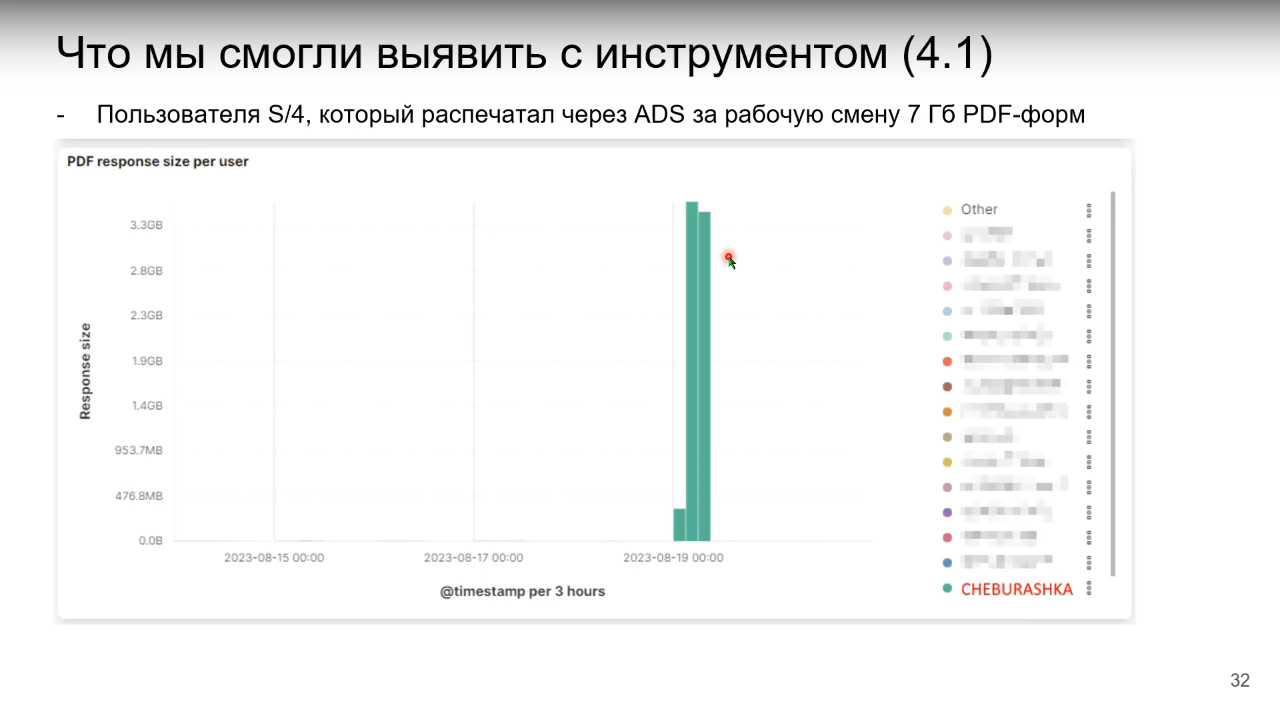 Что мы смогли выявить с инструментом (4.1)
- Пользователя S/4, который распечатал через ADS за рабочую смену 7 Гб PDF-форм
PDF response size per user
3.3GB
2.8GB
2.3GB
1.9GB
1.4GB
953.7MB
476.8MB
0.0B
Response size
2023-08-15 00:00
2023-08-17 00:00
2023-08-19 00:00
@timestamp per 3 hours
Other
CHEBURASHKA
32